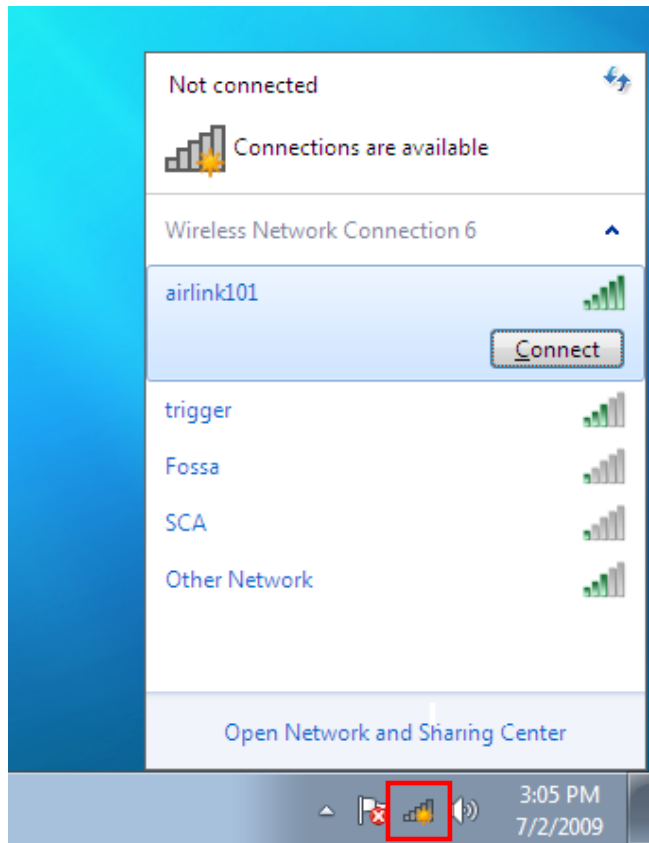 Not connected
Connections are available
Wireless Network Connection 6
airlink101
Connect
trigger
Fossa
SCA
Other Network
Open Network and Sharing Center
3:05 PM
7/2/2009